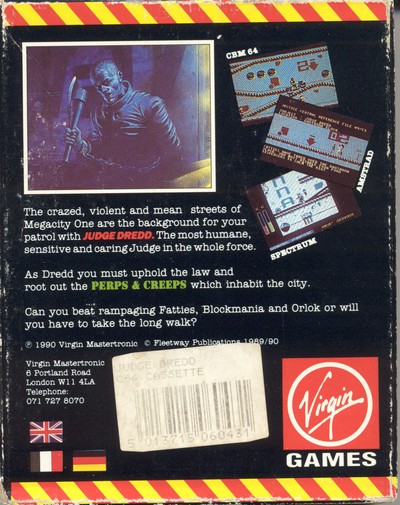 CBM 64
AMSTRAD
SPECTRUM
The crazed, violent and mean streets of
Megacity One are the background for your
patrol with JUDGE DREDD. The most humane,
sensitive and caring Judge in the whole force.
As Dredd you must uphold the law and
root out the PERPS & CREEPS which inhabit the city.
Can you beat rampaging Fatties, Blockmania and Orlok or will
you have to take the long walk?
℗ 1990 Virgin Mastertronic © Fleetway Publications 1989/90
Virgin Mastertronic
6 Portland Road
London W11 4LA
Telephone:
071 727 8070
JUDGE DREDD
CASSETTE
5 013715 060431
Virgin
GAMES